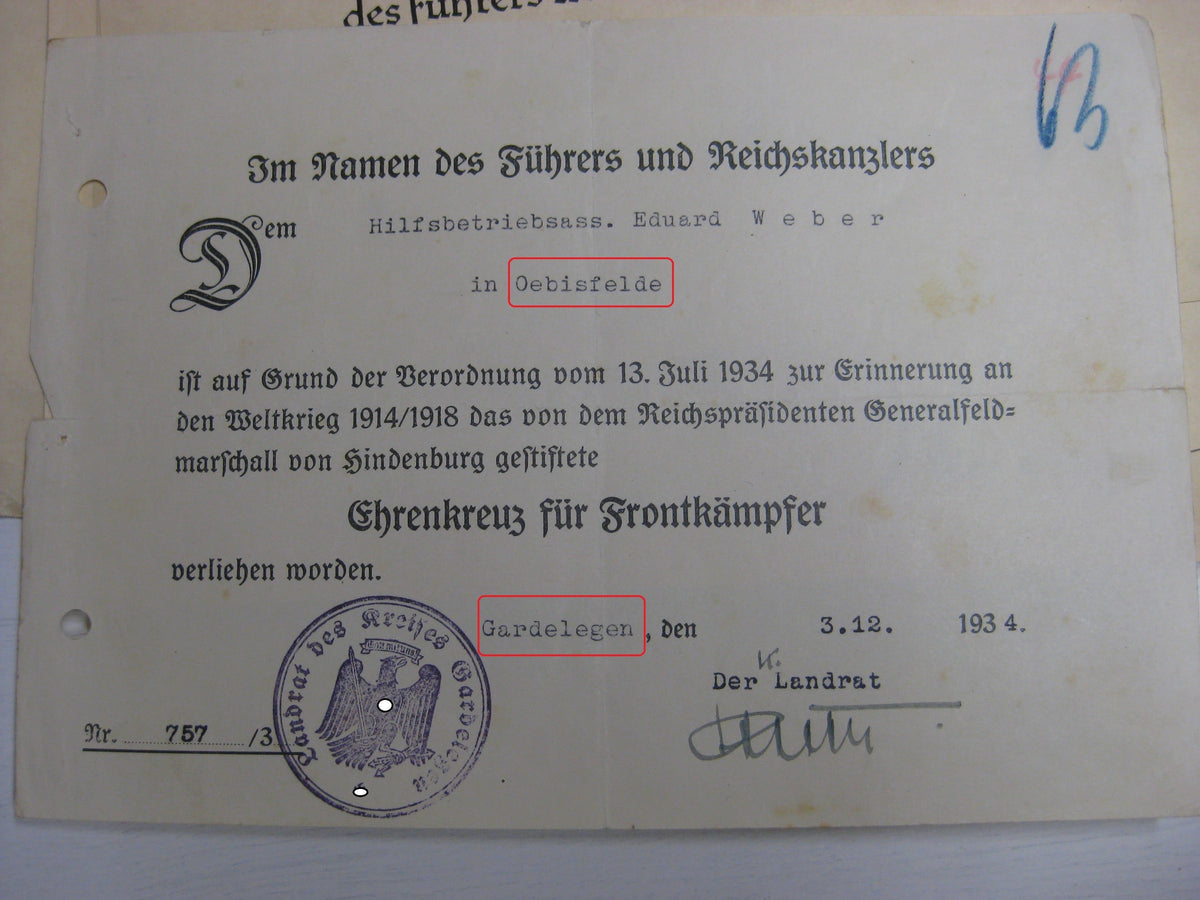 des Führers
Im Namen des Führers und Reichskanzlers
Dem Hilfsbetriebsass. Eduard W e b e r
in Oebisfelde
ist auf Grund der Verordnung vom 13. Juli 1934 zur Erinnerung an
den Weltkrieg 1914/1918 das von dem Reichspräsidenten Generalfeld=
marschall von Hindenburg gestiftete
Ehrenkreuz für Frontkämpfer
verliehen worden.
Gardelegen, den 3.12. 1934.
Der Landrat
Nr. 757 /3
Landrat des Kreises Gardelegen